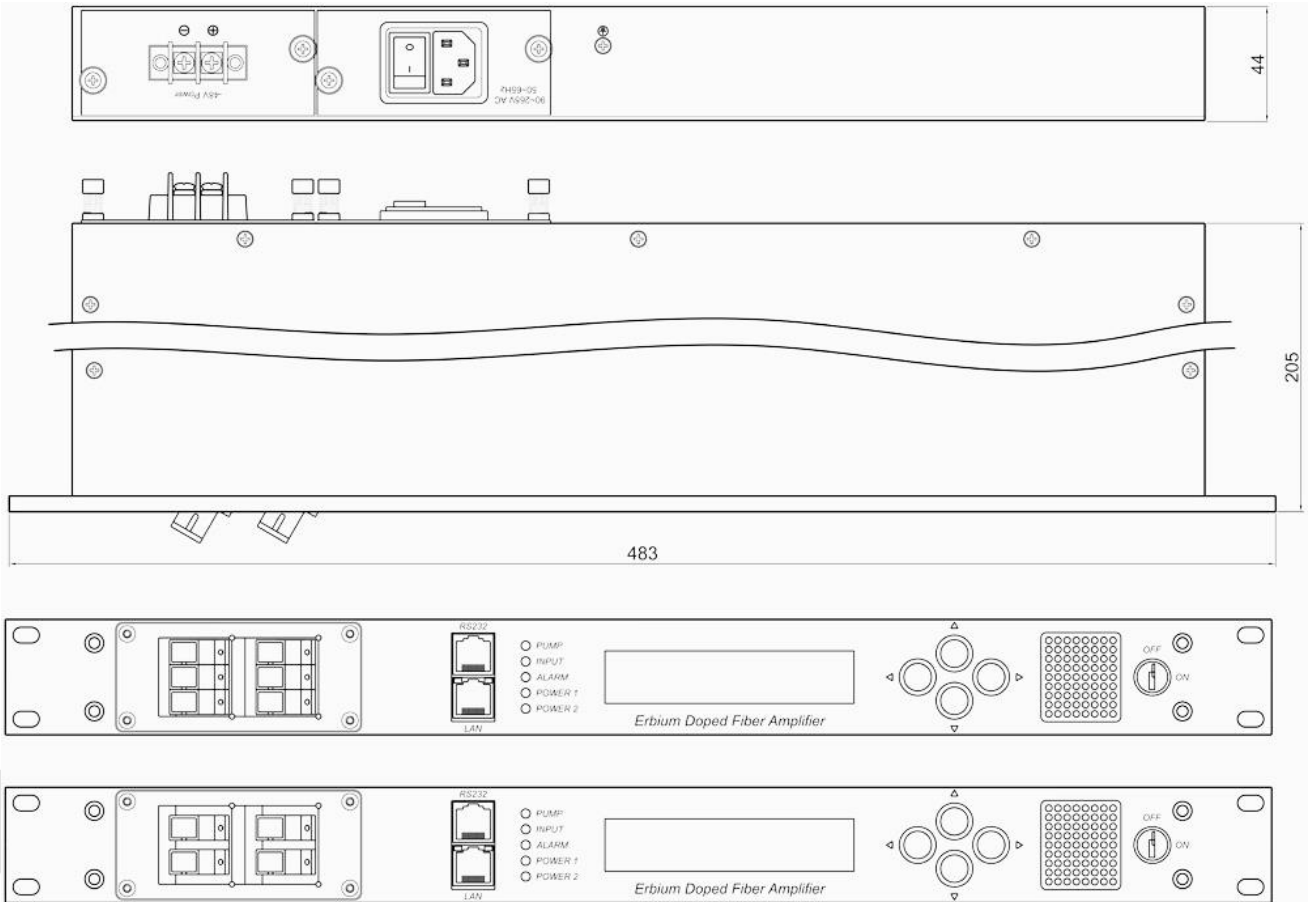 ⊖ ⊕
-48V Power
90~265V AC
50~65Hz
44
205
483
RS232
PUMP
INPUT
ALARM
POWER 1
POWER 2
LAN
Erbium Doped Fiber Amplifier
OFF
ON
RS232
PUMP
INPUT
ALARM
POWER 1
POWER 2
LAN
Erbium Doped Fiber Amplifier
OFF
ON